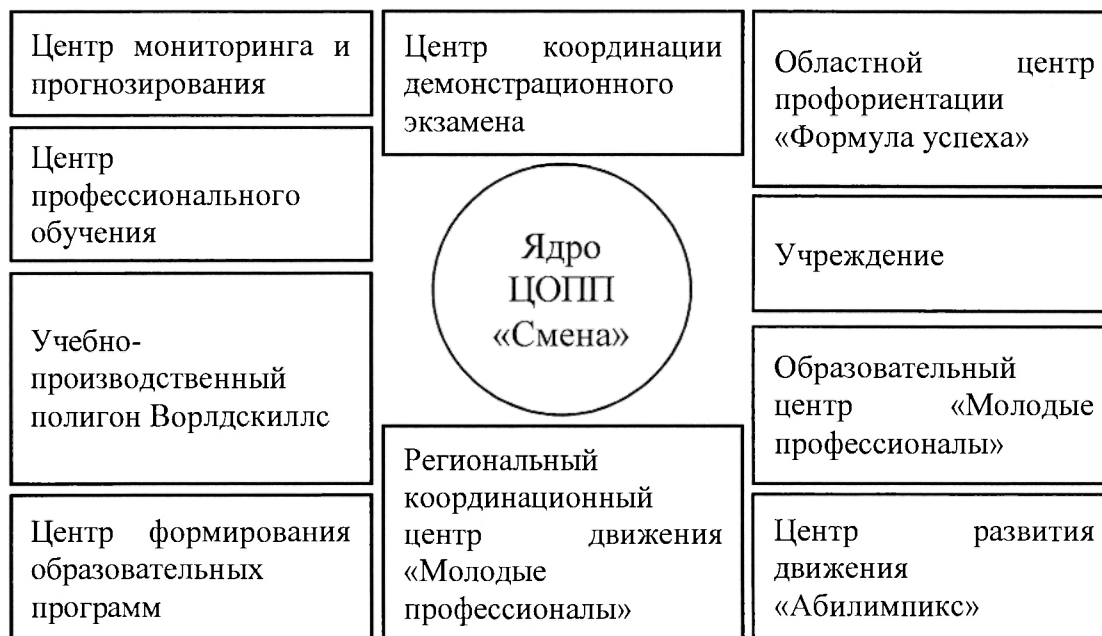 Центр мониторинга и
прогнозирования
Центр
профессионального
обучения
Учебно-
производственный
полигон Ворлдскиллс
Центр формирования
образовательных
программ
Центр координации
демонстрационного
экзамена
Ядро
ЦОПП
«Смена»
Региональный
координационный
центр движения
«Молодые
профессионалы»
Областной центр
профориентации
«Формула успеха»
Учреждение
Образовательный
центр «Молодые
профессионалы»
Центр развития
движения
«Абилимпикс»